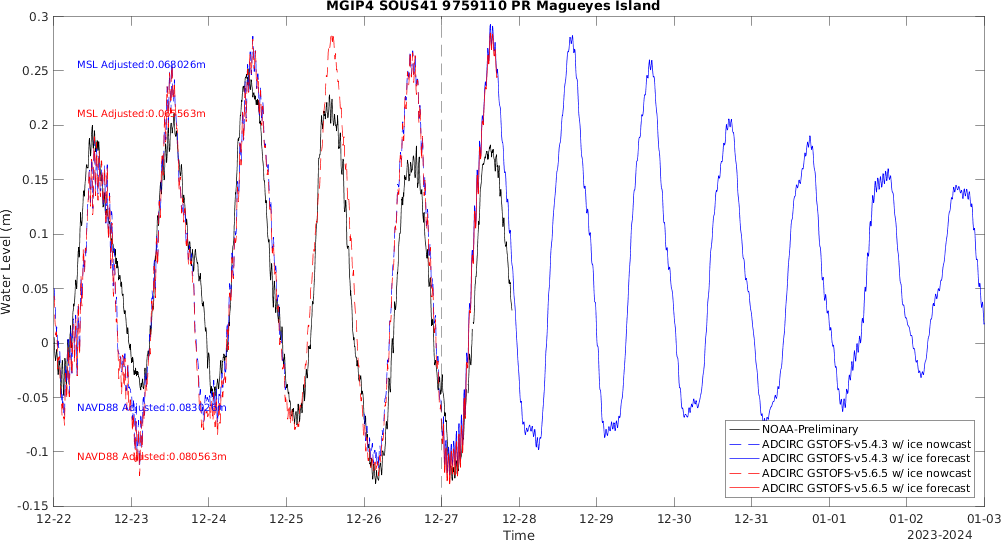 MGIP4 SOUS41 9759110 PR Magueyes Island
0.3
0.25
0.2
0.15
0.1
0.05
0
-0.05
-0.1
-0.15
Water Level (m)
MSL Adjusted:0.063026m
MSL Adjusted:0.065563m
NAVD88 Adjusted:0.083026m
NAVD88 Adjusted:0.080563m
NOAA-Preliminary
ADCIRC GSTOFS-v5.4.3 w/ ice nowcast
ADCIRC GSTOFS-v5.4.3 w/ ice forecast
ADCIRC GSTOFS-v5.6.5 w/ ice nowcast
ADCIRC GSTOFS-v5.6.5 w/ ice forecast
12-22 12-23 12-24 12-25 12-26 12-27 12-28 12-29 12-30 12-31 01-01 01-02 01-03
Time
2023-2024